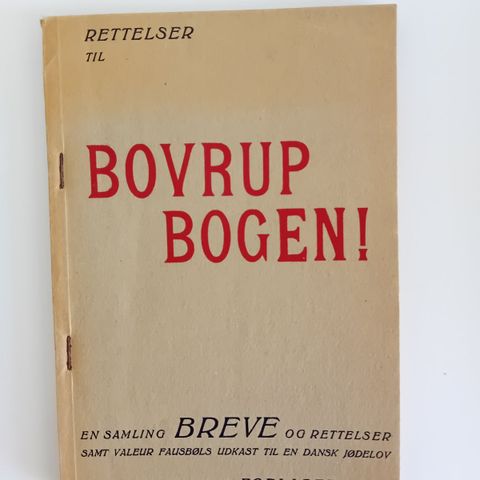 RETTELSER
TIL
BOVRUP
BOGEN!
EN SAMLING BREVE OG RETTELSER
SAMT VALEUR FAUSBØLS UDKAST TIL EN DANSK JØDELOV